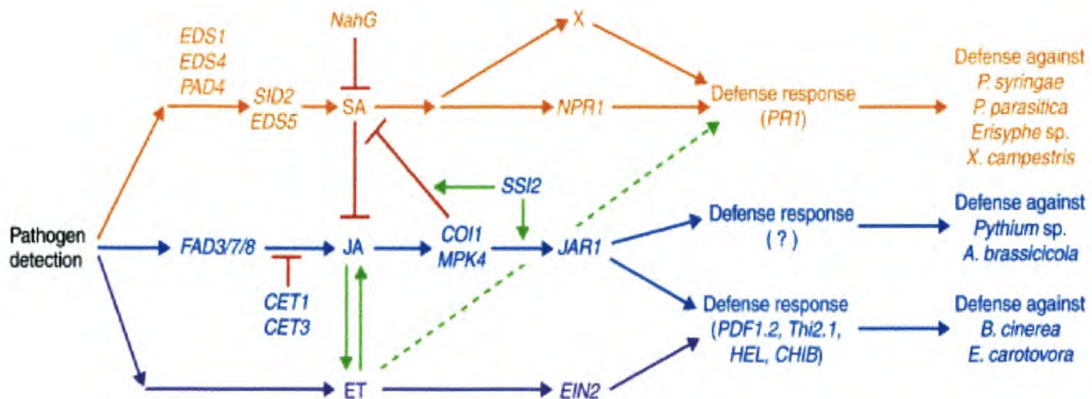 NahG
X
EDS1
EDS4
PAD4
SID2
EDS5
SA
NPR1
Defense response
(PR1)
Defense against
P. syringae
P. parasitica
Erisyphe sp.
X. campestris
SSI2
Pathogen
detection
FAD3/7/8
JA
COI1
MPK4
JAR1
Defense response
(?)
Defense against
Pythium sp.
A. brassicicola
CET1
CET3
Defense response
(PDF1.2, Thi2.1,
HEL, CHIB)
Defense against
B. cinerea
E. carotovora
ET
EIN2